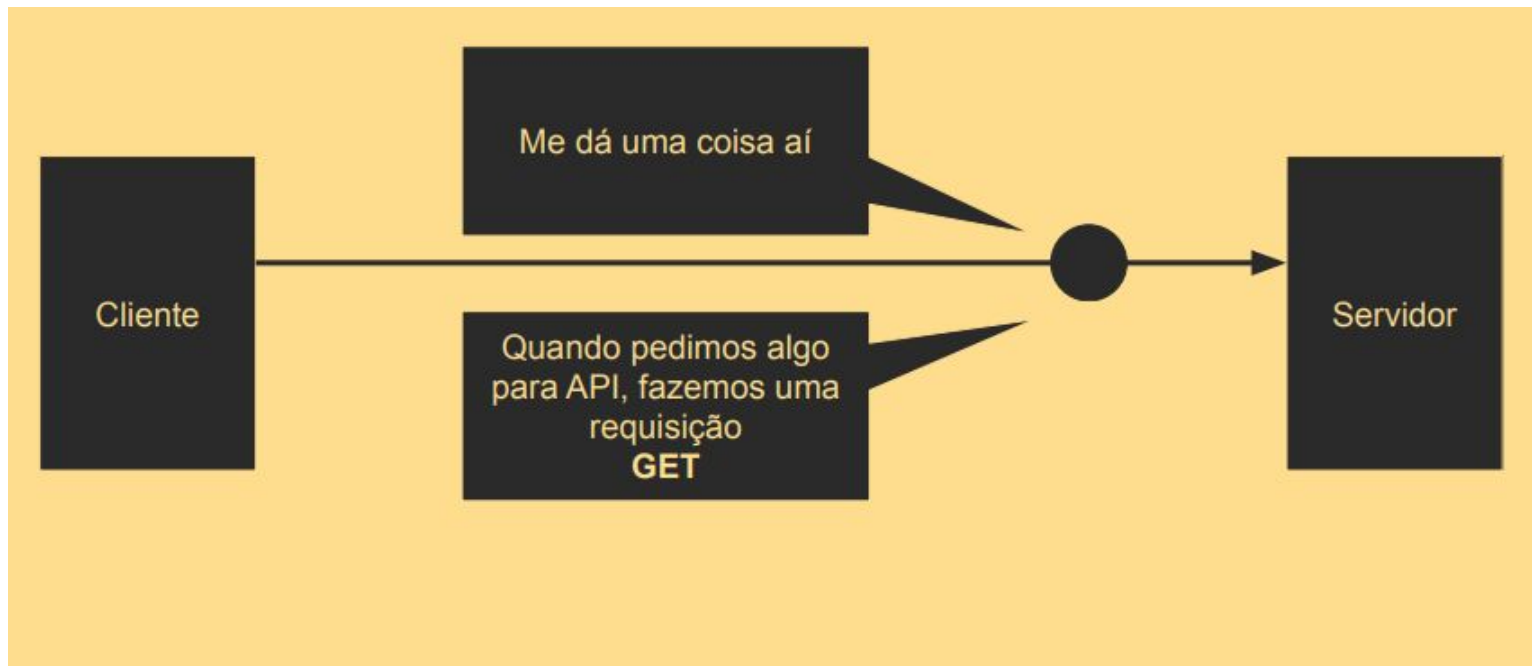 Me dá uma coisa aí
Cliente
Servidor
Quando pedimos algo
para API, fazemos uma
requisição
GET